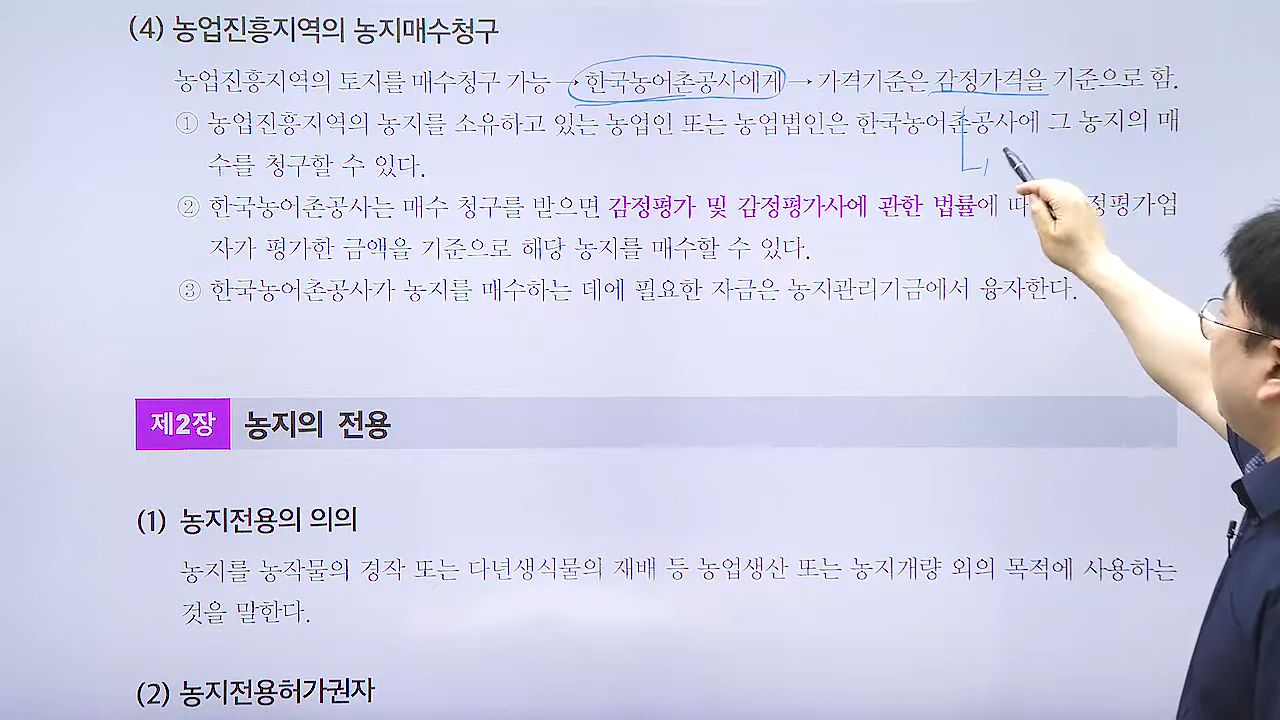 (4) 농업진흥지역의 농지매수청구
농업진흥지역의 토지를 매수청구 가능 → 한국농어촌공사에게 → 가격기준은 감정가격을 기준으로 함.
① 농업진흥지역의 농지를 소유하고 있는 농업인 또는 농업법인은 한국농어촌공사에 그 농지의 매
수를 청구할 수 있다.
② 한국농어촌공사는 매수 청구를 받으면 감정평가 및 감정평가사에 관한 법률에 정평가업
자가 평가한 금액을 기준으로 해당 농지를 매수할 수 있다.
③ 한국농어촌공사가 농지를 매수하는 데에 필요한 자금은 농지관리기금에서 융자한다.
제2장 농지의 전용
(1) 농지전용의 의의
농지를 농작물의 경작 또는 다년생식물의 재배 등 농업생산 또는 농지개량 외의 목적에 사용하는
것을 말한다.
(2) 농지전용허가권자